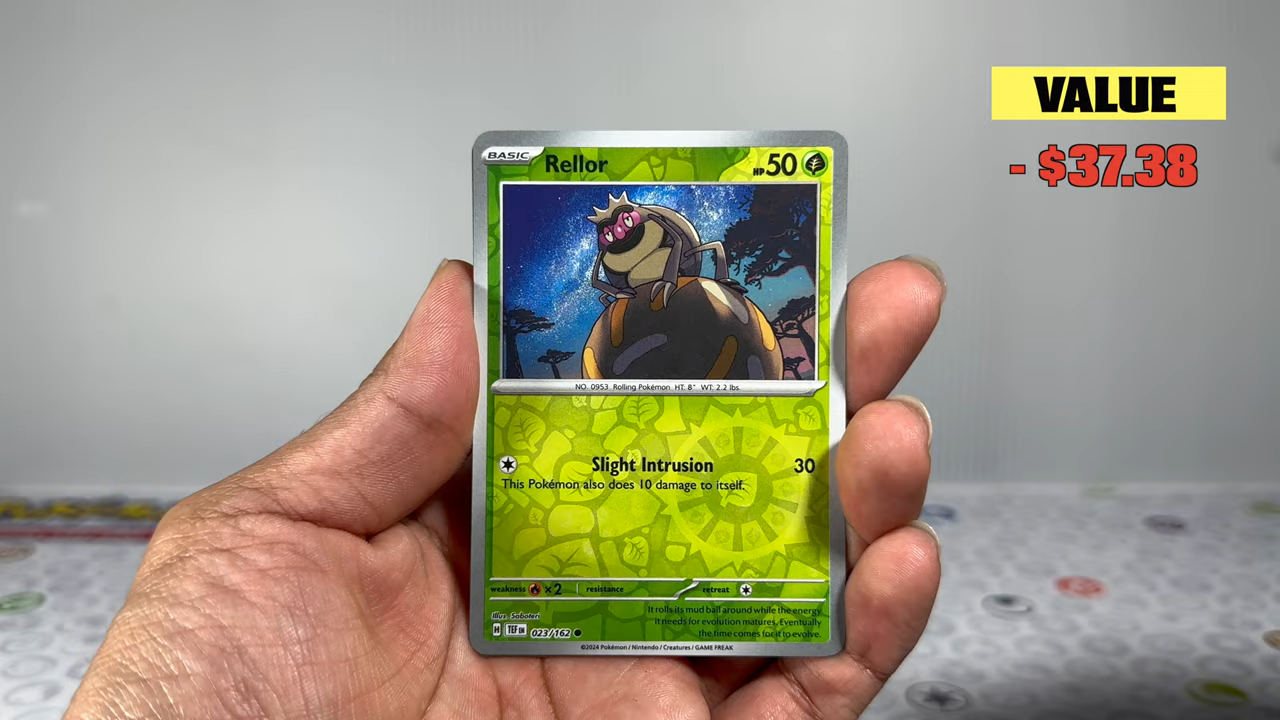 VALUE
- $37.38
BASIC
Rellor
HP 50
NO. 0953 Rolling Pokémon HT: 8" WT: 2.2 lbs.
Slight Intrusion 30
This Pokémon also does 10 damage to itself.
weakness ×2 resistance retreat
Illus. Saboteri
It rolls its mud ball around while the energy
it needs for evolution matures. Eventually
the time comes for it to evolve.
H TEF EN 023/162
©2024 Pokémon / Nintendo / Creatures / GAME FREAK